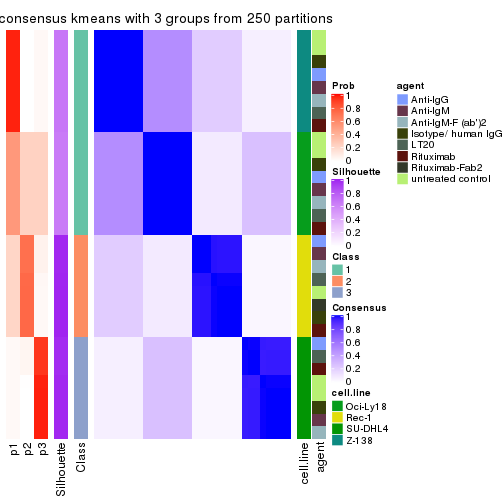 consensus kmeans with 3 groups from 250 partitions
Prob
1
0.8
0.6
0.4
0.2
0
Silhouette
1
0.8
0.6
0.4
0.2
0
Class
1
2
3
Consensus
1
0.8
0.6
0.4
0.2
0
cell.line
Oci-Ly18
Rec-1
SU-DHL4
Z-138
agent
Anti-IgG
Anti-IgM
Anti-IgM-F (ab')2
Isotype/ human IgG
LT20
Rituximab
Rituximab-Fab2
untreated control
p1
p2
p3
Silhouette
Class
cell.line
agent